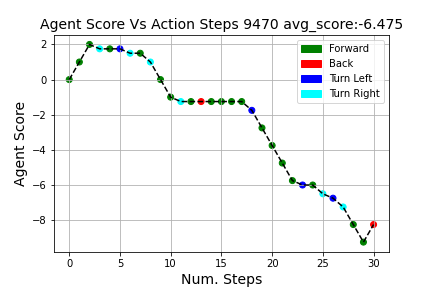 Agent Score Vs Action Steps 9470 avg_score:-6.475
Agent Score
2
0
−2
−4
−6
−8
Forward
Back
Turn Left
Turn Right
0 5 10 15 20 25 30
Num. Steps